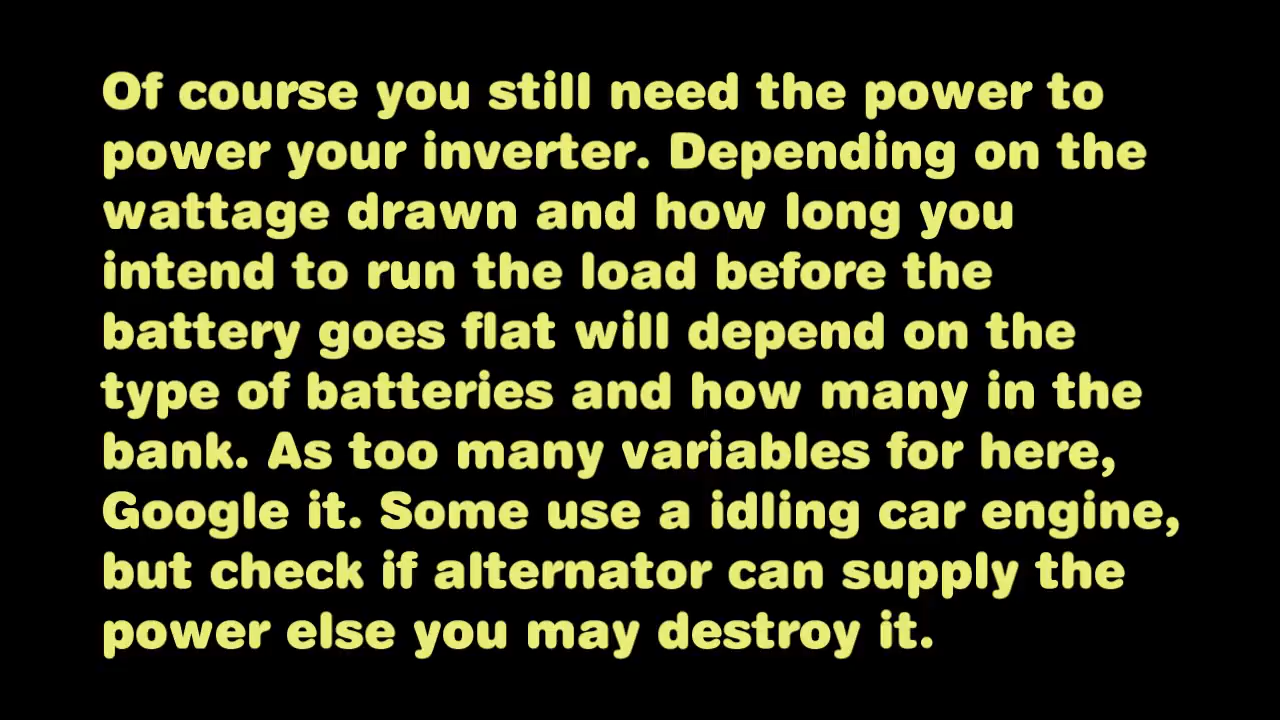 Of course you still need the power to
power your inverter. Depending on the
wattage drawn and how long you
intend to run the load before the
battery goes flat will depend on the
type of batteries and how many in the
bank. As too many variables for here,
Google it. Some use a idling car engine,
but check if alternator can supply the
power else you may destroy it.